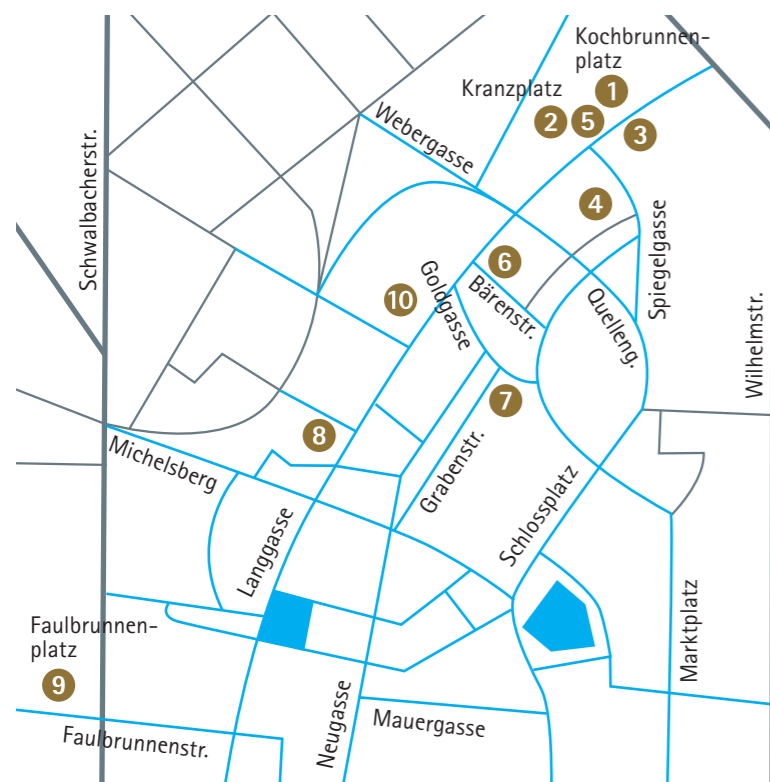 Kochbrunnen-
platz
Kranzplatz
1
2
5
3
Webergasse
Schwalbacherstr.
4
Spiegelgasse
6
10
Goldgasse
Bärenstr.
Quelleng.
Wilhelmstr.
7
8
Michelsberg
Grabenstr.
Langgasse
Schlossplatz
Faulbrunnen-
platz
9
Marktplatz
Neugasse
Mauergasse
Faulbrunnenstr.